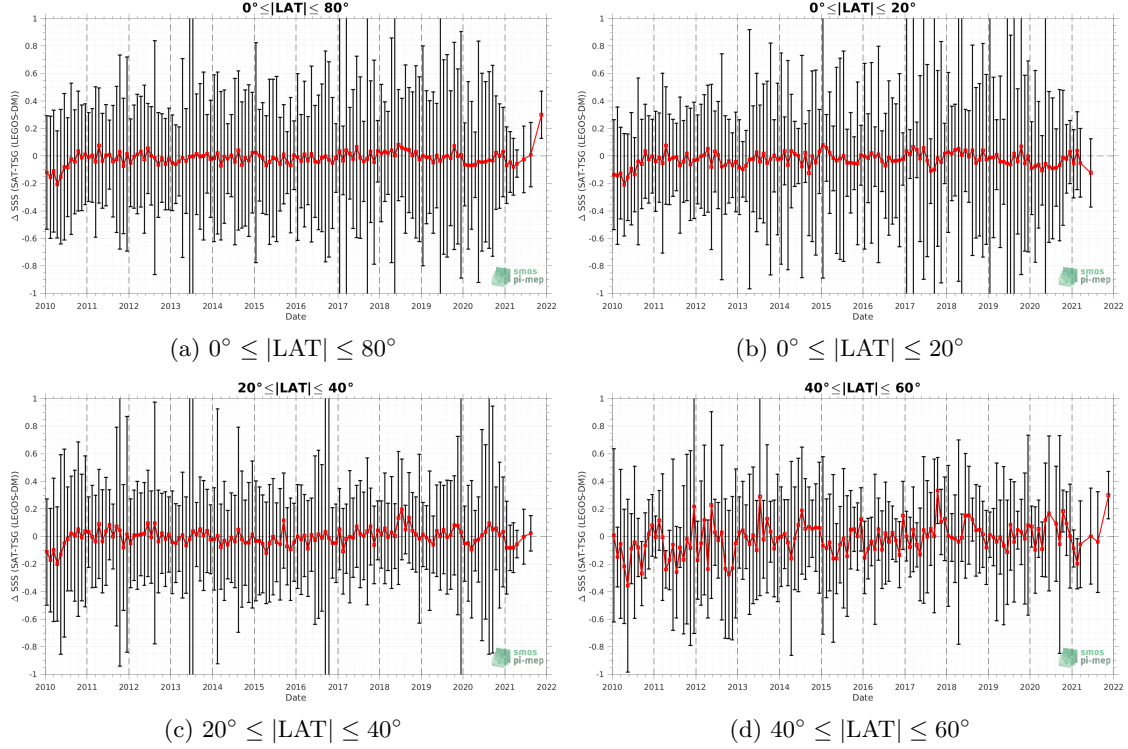 0°≤|LAT|≤ 80°
1
0.8
0.6
0.4
0.2
0
-0.2
-0.4
-0.6
-0.8
-1
Δ SSS (SAT-TSG (LEGOS-DM))
2010 2011 2012 2013 2014 2015 2016 2017 2018 2019 2020 2021 2022
Date
smos
pi-mep
(a) 0° ≤ |LAT| ≤ 80°
0°≤|LAT|≤ 20°
1
0.8
0.6
0.4
0.2
0
-0.2
-0.4
-0.6
-0.8
-1
Δ SSS (SAT-TSG (LEGOS-DM))
2010 2011 2012 2013 2014 2015 2016 2017 2018 2019 2020 2021 2022
Date
smos
pi-mep
(b) 0° ≤ |LAT| ≤ 20°
20°≤|LAT|≤ 40°
1
0.8
0.6
0.4
0.2
0
-0.2
-0.4
-0.6
-0.8
-1
Δ SSS (SAT-TSG (LEGOS-DM))
2010 2011 2012 2013 2014 2015 2016 2017 2018 2019 2020 2021 2022
Date
smos
pi-mep
(c) 20° ≤ |LAT| ≤ 40°
40°≤|LAT|≤ 60°
1
0.8
0.6
0.4
0.2
0
-0.2
-0.4
-0.6
-0.8
-1
Δ SSS (SAT-TSG (LEGOS-DM))
2010 2011 2012 2013 2014 2015 2016 2017 2018 2019 2020 2021 2022
Date
smos
pi-mep
(d) 40° ≤ |LAT| ≤ 60°